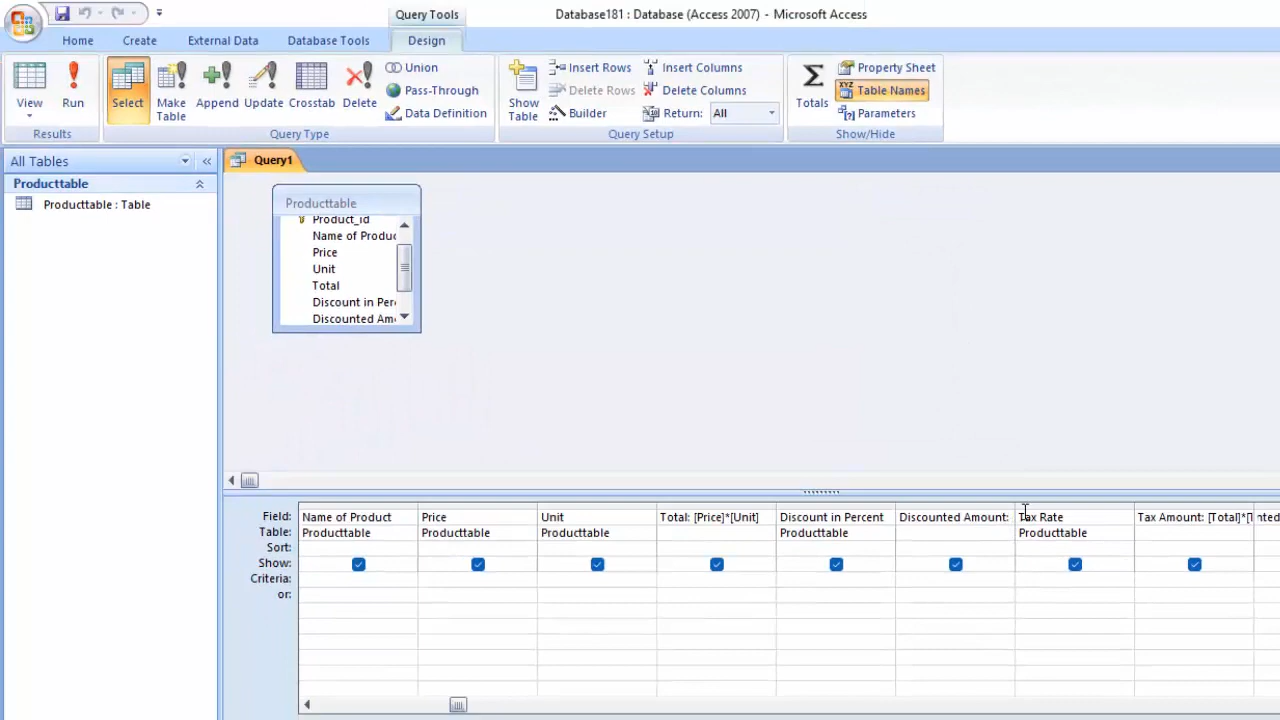 Query Tools
Database181 : Database (Access 2007) - Microsoft Access
Home Create External Data Database Tools Design
View Run Select Make Table Append Update Crosstab Delete
Union
Pass-Through
Data Definition
Show Table
Insert Rows
Delete Rows
Builder
Insert Columns
Delete Columns
Return: All
Totals
Property Sheet
XYZ Table Names
Parameters
Results Query Type Query Setup Show/Hide
All Tables
Producttable
Producttable : Table
Query1
Producttable
Product_id
Name of Produc
Price
Unit
Total
Discount in Per
Discounted Am
Field: Name of Product Price Unit Total: [Price]*[Unit] Discount in Percent Discounted Amount: Tax Rate Tax Amount: [Total]*[ nted
Table: Producttable Producttable Producttable Producttable Producttable
Sort:
Show:
Criteria:
or: